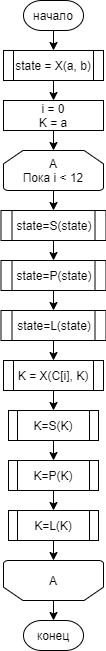 начало
state = X(a, b)
i = 0
K = a
A
Пока i < 12
state=S(state)
state=P(state)
state=L(state)
K = X(C[i], K)
K=S(K)
K=P(K)
K=L(K)
A
конец